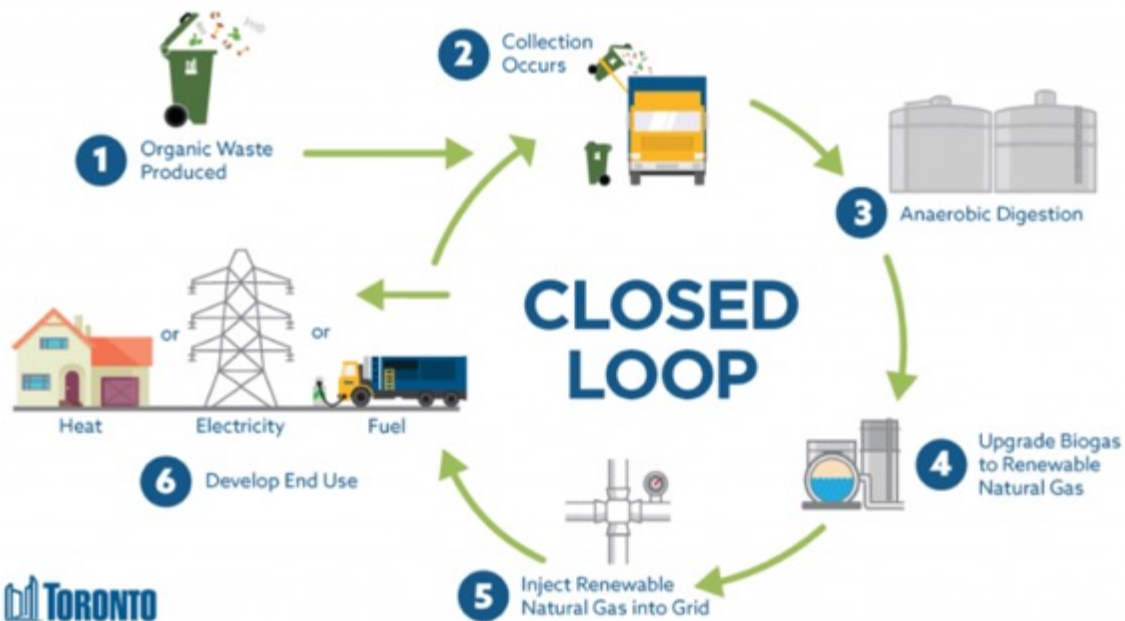 1
Organic Waste
Produced
2
Collection
Occurs
3
Anaerobic Digestion
4
Upgrade Biogas
to Renewable
Natural Gas
5
Inject Renewable
Natural Gas into Grid
6
Develop End Use
Heat
or
Electricity
or
Fuel
CLOSED
LOOP
TORONTO